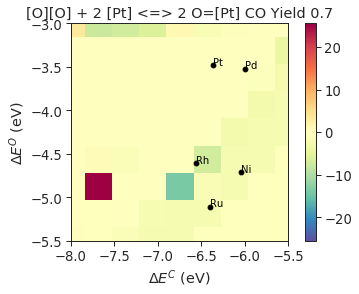 [O][O] + 2 [Pt] <=> 2 O=[Pt] CO Yield 0.7
−3.0
−3.5
−4.0
−4.5
−5.0
−5.5
ΔE^O (eV)
Pt
Pd
Rh
Ni
Ru
−8.0 −7.5 −7.0 −6.5 −6.0 −5.5
ΔE^C (eV)
20
10
0
−10
−20